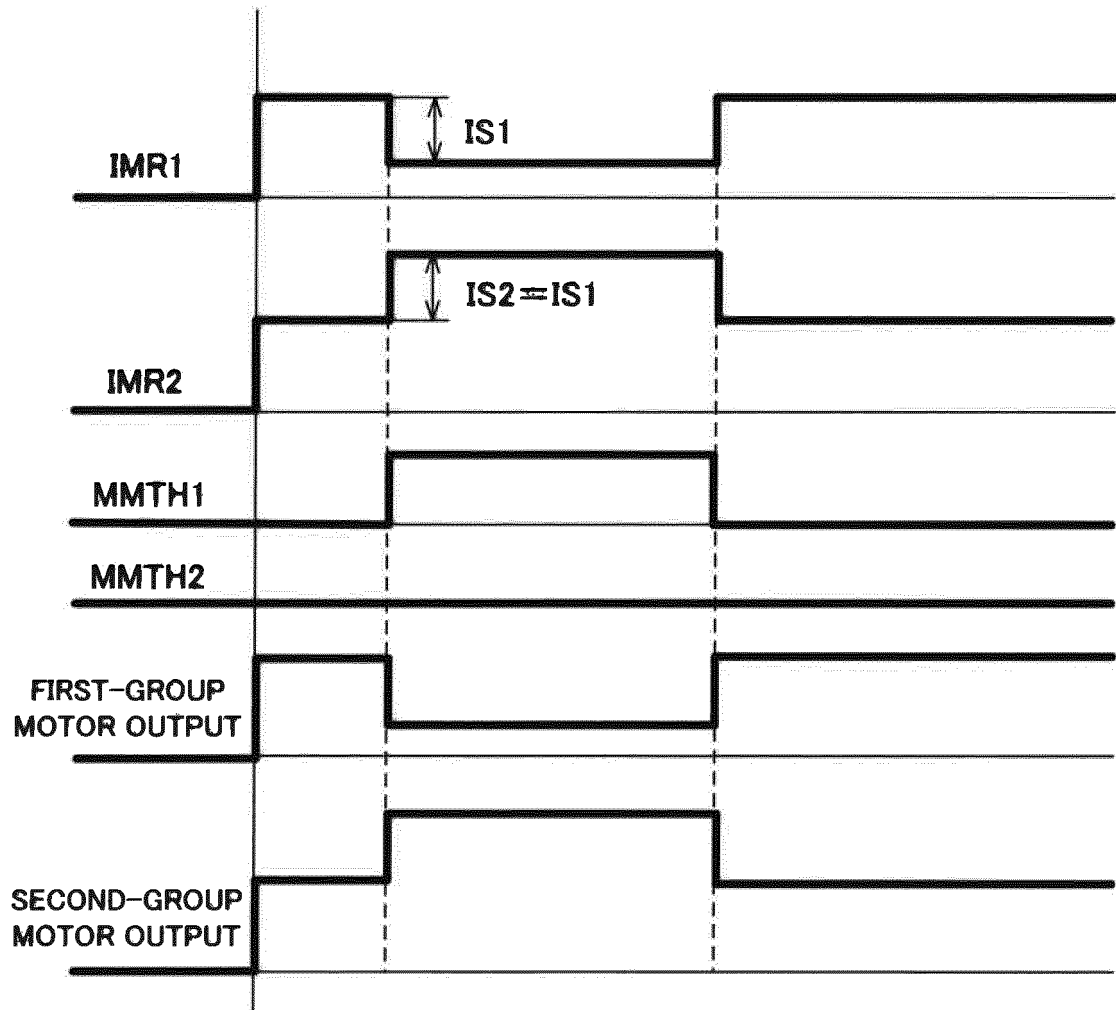 IS1
IMR1
IS2=IS1
IMR2
MMTH1
MMTH2
FIRST-GROUP
MOTOR OUTPUT
SECOND-GROUP
MOTOR OUTPUT